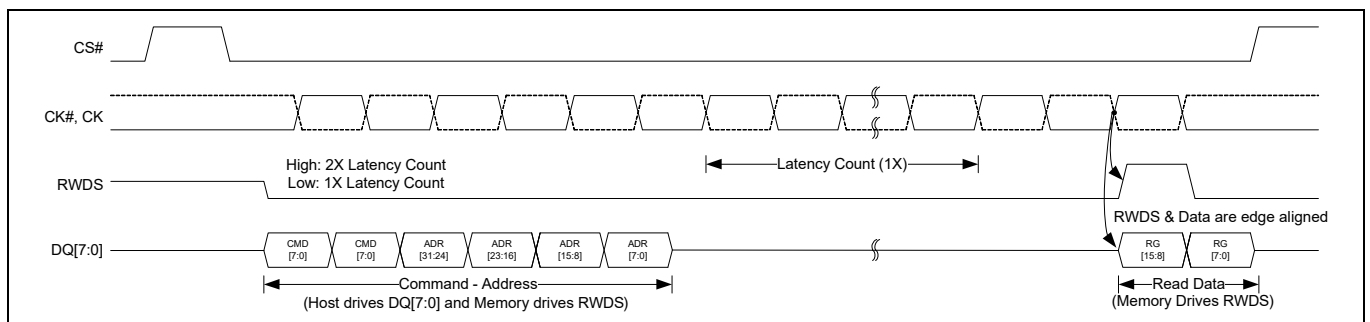 CS#
CK#, CK
High: 2X Latency Count
Low: 1X Latency Count
Latency Count (1X)
RWDS
RWDS & Data are edge aligned
DQ[7:0]
CMD
[7:0]
CMD
[7:0]
ADR
[31:24]
ADR
[23:16]
ADR
[15:8]
ADR
[7:0]
RG
[15:8]
RG
[7:0]
Command - Address
(Host drives DQ[7:0] and Memory drives RWDS)
Read Data
(Memory Drives RWDS)